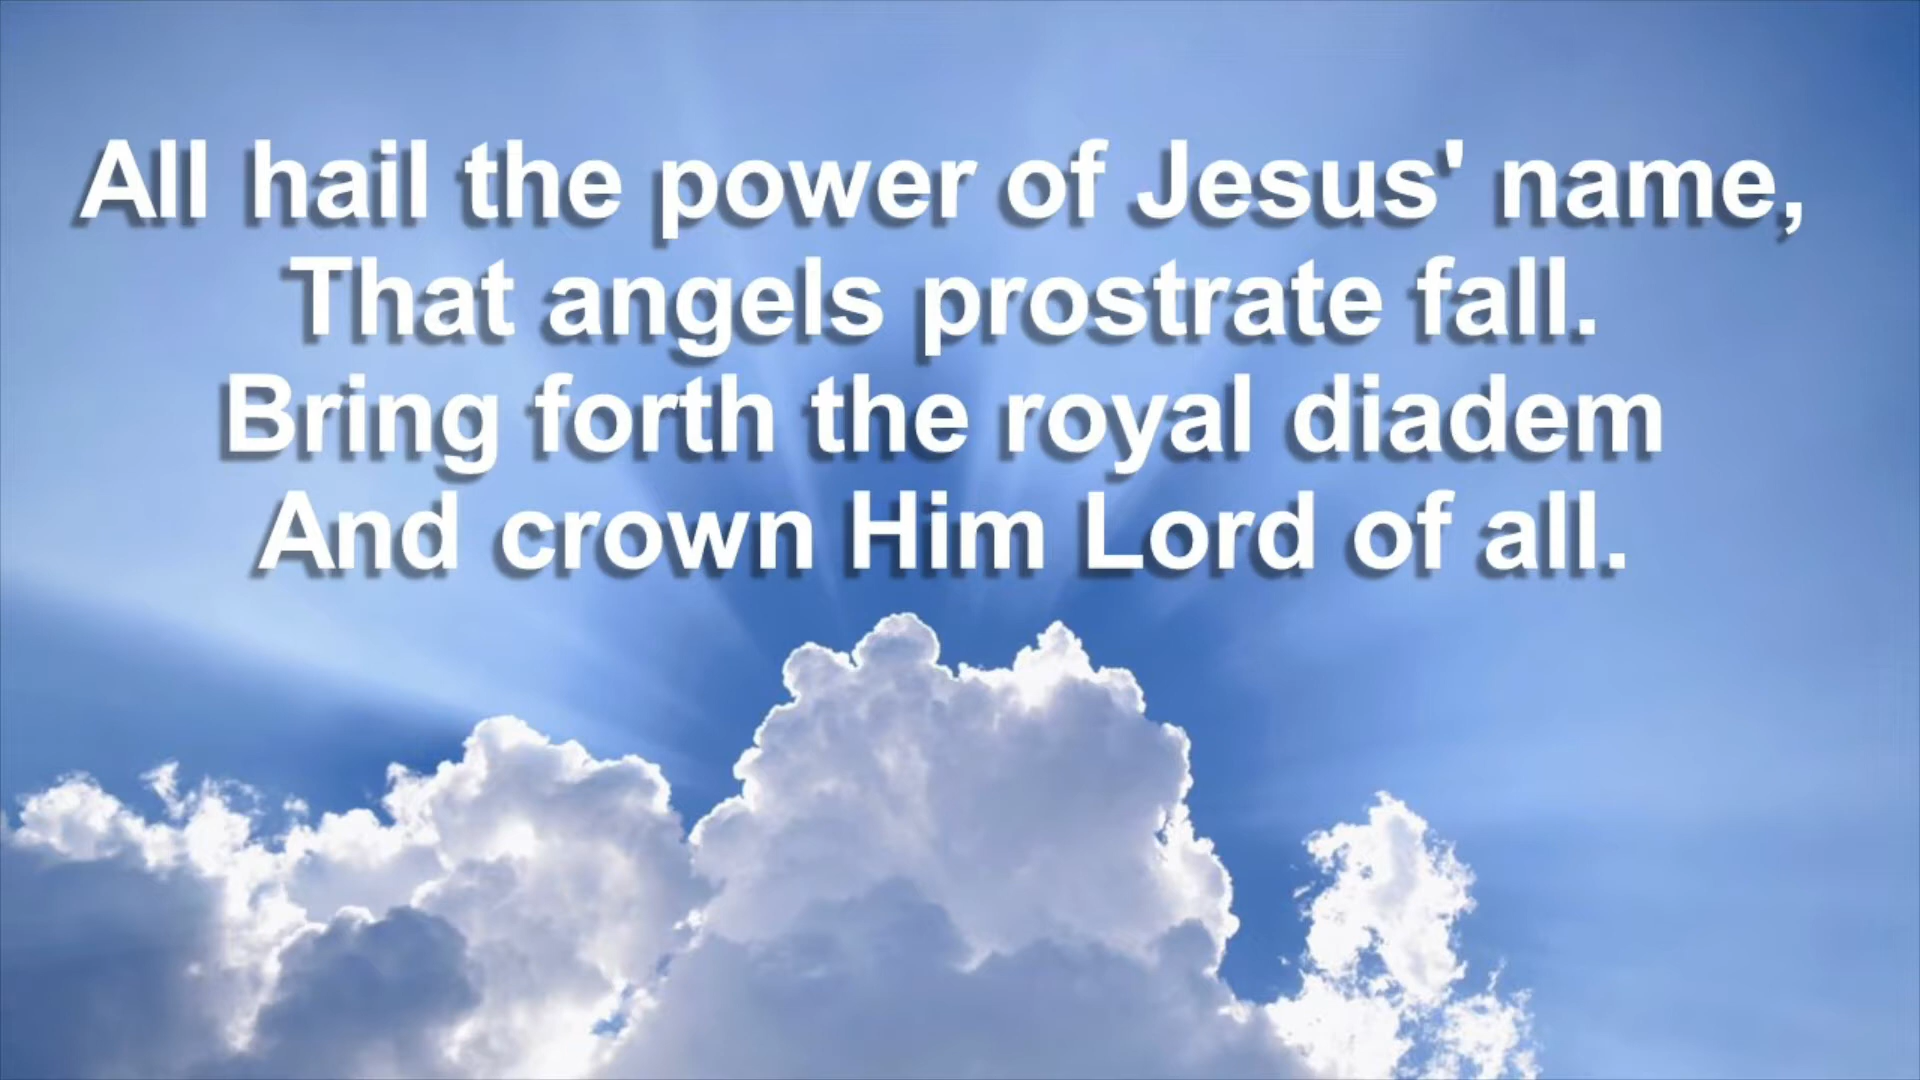 All hail the power of Jesus' name,
That angels prostrate fall.
Bring forth the royal diadem
And crown Him Lord of all.